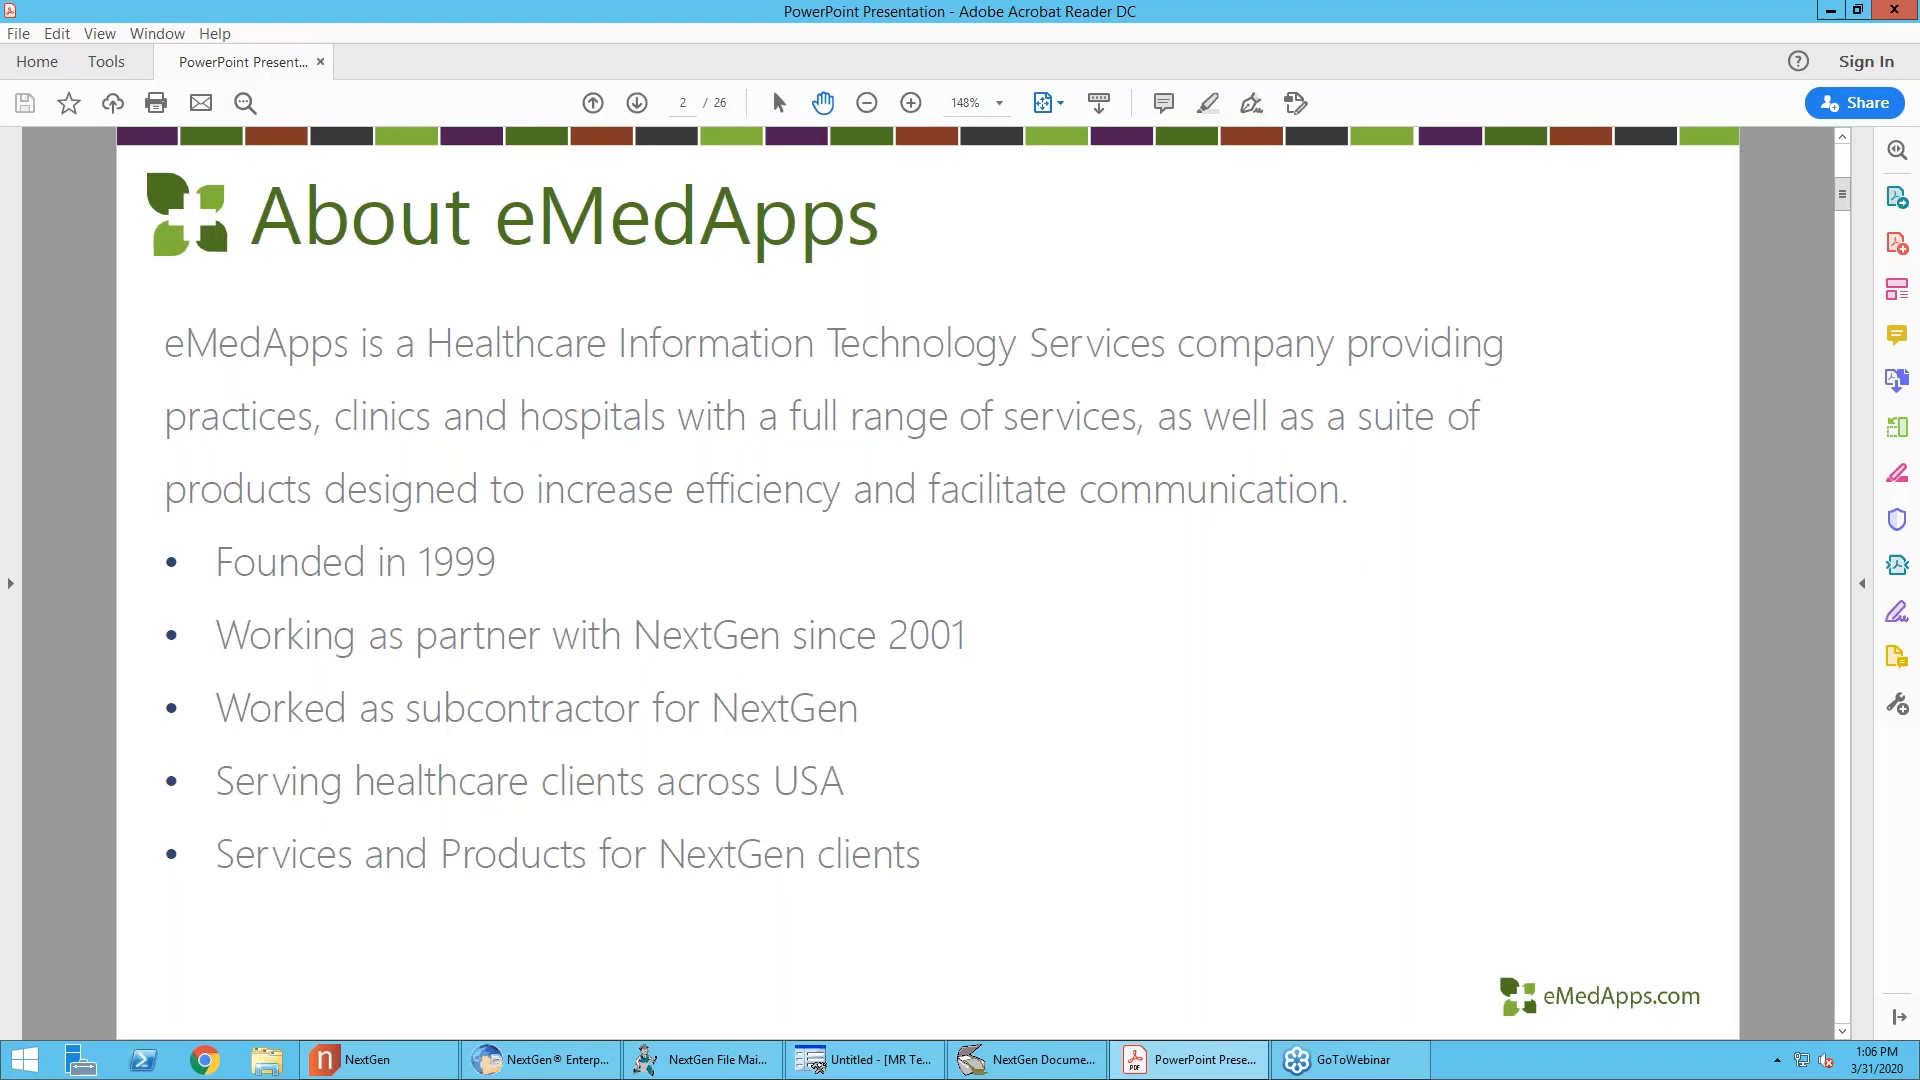 PowerPoint Presentation - Adobe Acrobat Reader DC
File Edit View Window Help
Home Tools PowerPoint Present... × Sign In
2 / 26 148% Share
About eMedApps
eMedApps is a Healthcare Information Technology Services company providing
practices, clinics and hospitals with a full range of services, as well as a suite of
products designed to increase efficiency and facilitate communication.
• Founded in 1999
• Working as partner with NextGen since 2001
• Worked as subcontractor for NextGen
• Serving healthcare clients across USA
• Services and Products for NextGen clients
eMedApps.com
NextGen NextGen® Enterp... NextGen File Mai... Untitled - [MR Te... NextGen Docume... PowerPoint Prese... GoToWebinar 1:06 PM
3/31/2020